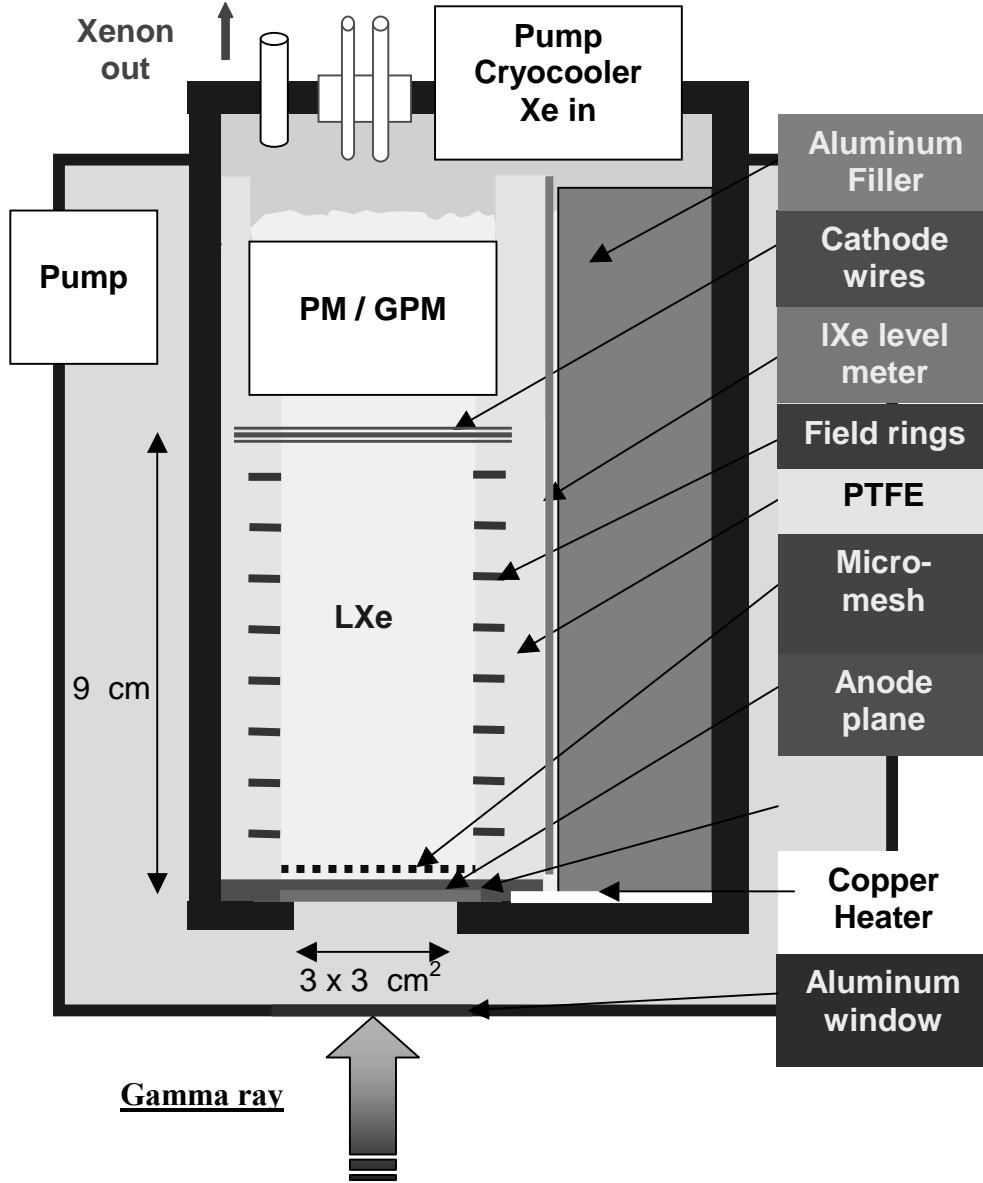 Xenon
out
Pump
Cryocooler
Xe in
Aluminum
Filler
Cathode
wires
Pump
PM / GPM
lXe level
meter
Field rings
PTFE
Micro-
mesh
LXe
9 cm
Anode
plane
Copper
Heater
3 x 3 cm²
Aluminum
window
Gamma ray